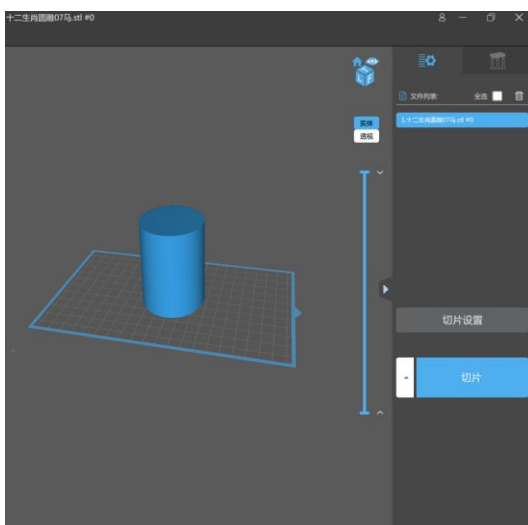 十二生肖圆雕07马.stl #0
L F
实体
透视
文件列表:
全选
1.十二生肖圆雕07马.stl #0
切片设置
切片